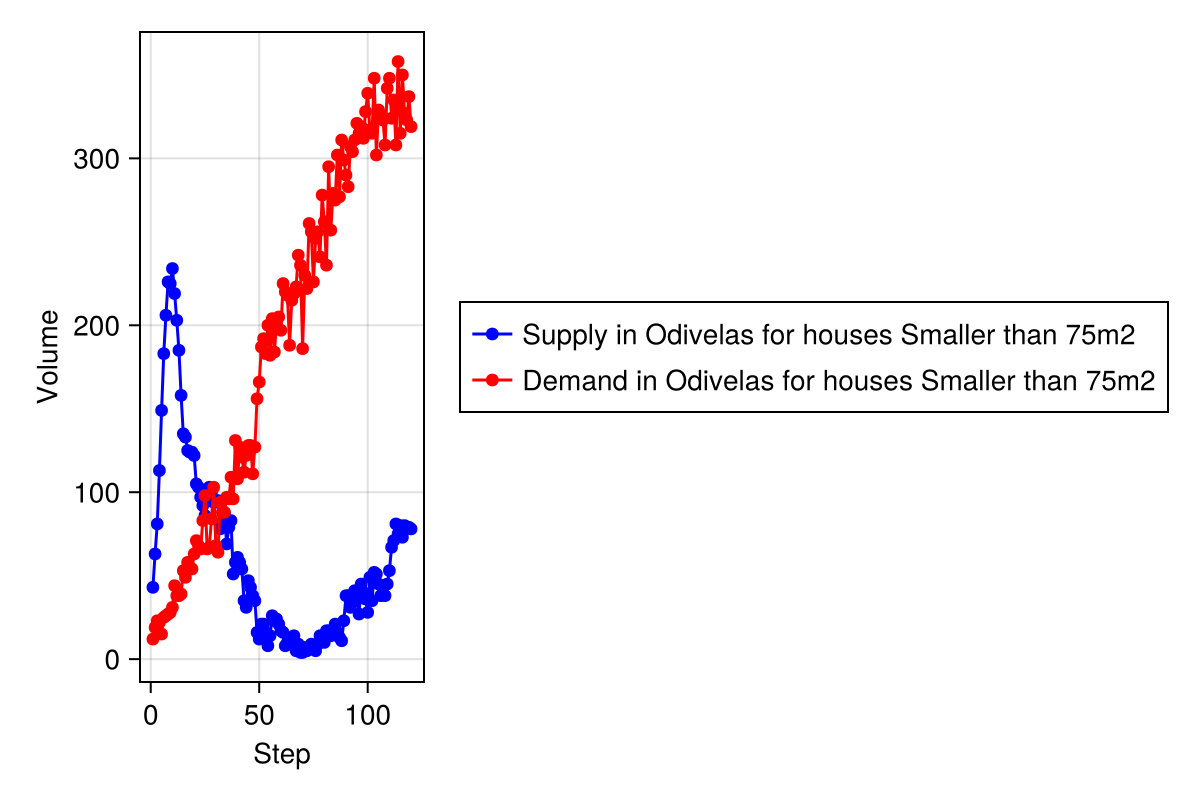 300
200
100
0
Volume
0 50 100
Step
Supply in Odivelas for houses Smaller than 75m2
Demand in Odivelas for houses Smaller than 75m2